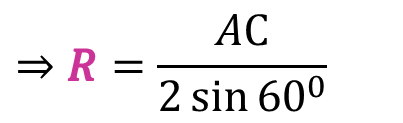 ⇒ R = AC / 2 sin 60⁰